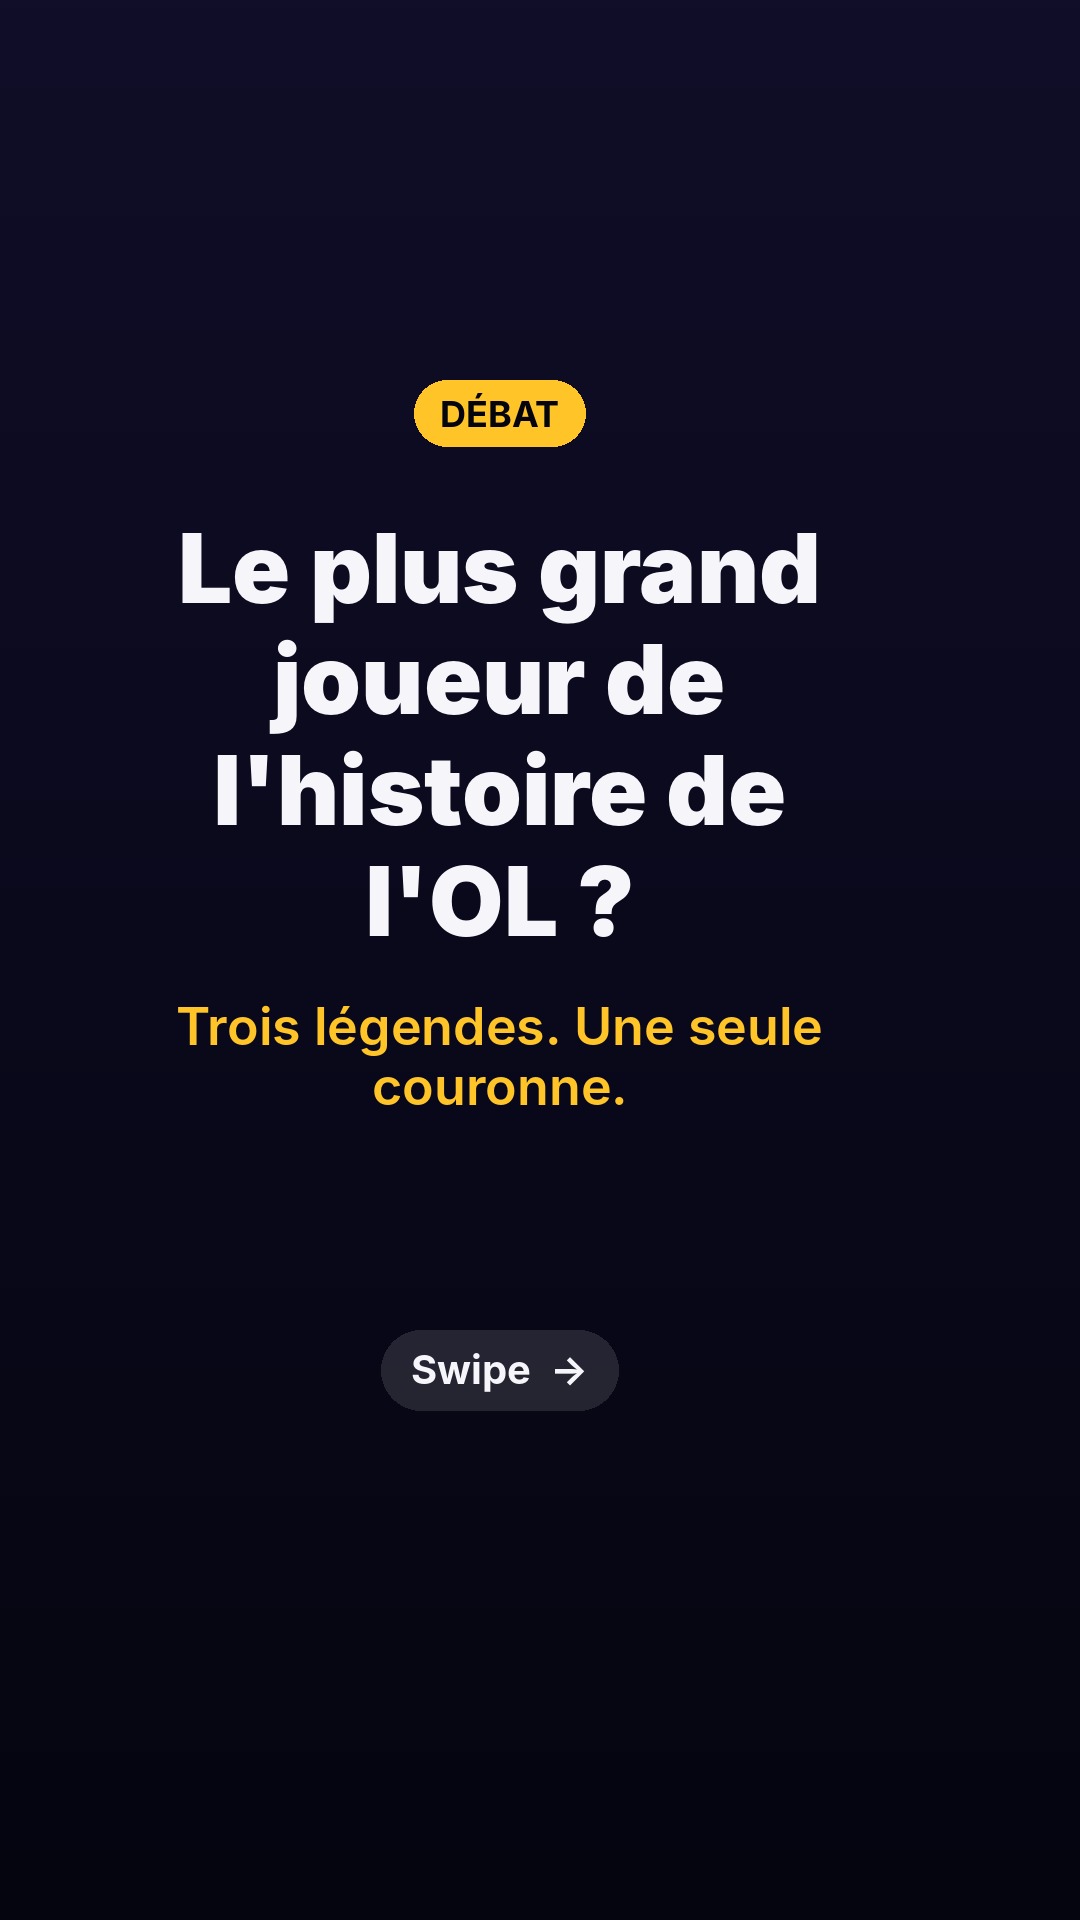 DÉBAT
Le plus grand
joueur de
l'histoire de
l'OL ?
Trois légendes. Une seule
couronne.
Swipe →